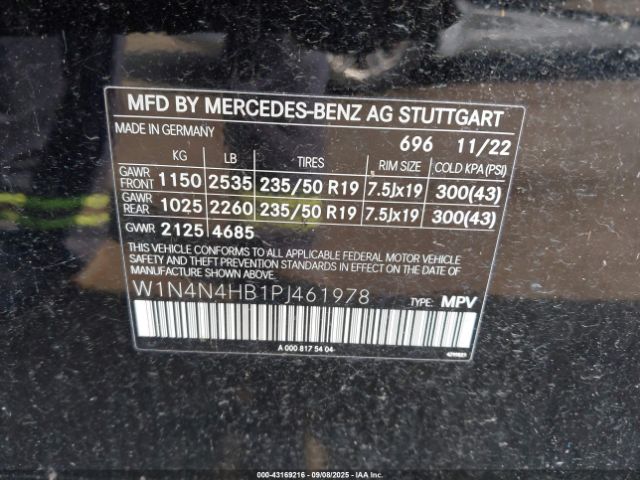 MFD BY MERCEDES-BENZ AG STUTTGART
MADE IN GERMANY 696 11/22
KG LB TIRES RIM SIZE COLD KPA(PSI)
GAWR FRONT 1150 2535 235/50 R19 7.5Jx19 300(43)
GAWR REAR 1025 2260 235/50 R19 7.5Jx19 300(43)
GVWR 2125 4685
THIS VEHICLE CONFORMS TO ALL APPLICABLE FEDERAL MOTOR VEHICLE
SAFETY AND THEFT PREVENTION STANDARDS IN EFFECT ON THE DATE
OF MANUFACTURE SHOWN ABOVE.
W1N4N4HB1PJ461978 TYPE: MPV
A 000 817 54 04
000-43169216 - 09/08/2025 - IAAI, Inc.